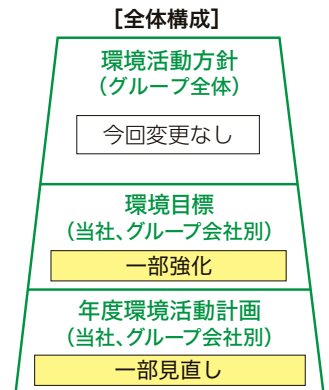 ［全体構成］
環境活動方針
（グループ全体）
今回変更なし
環境目標
（当社、グループ会社別）
一部強化
年度環境活動計画
（当社、グループ会社別）
一部見直し